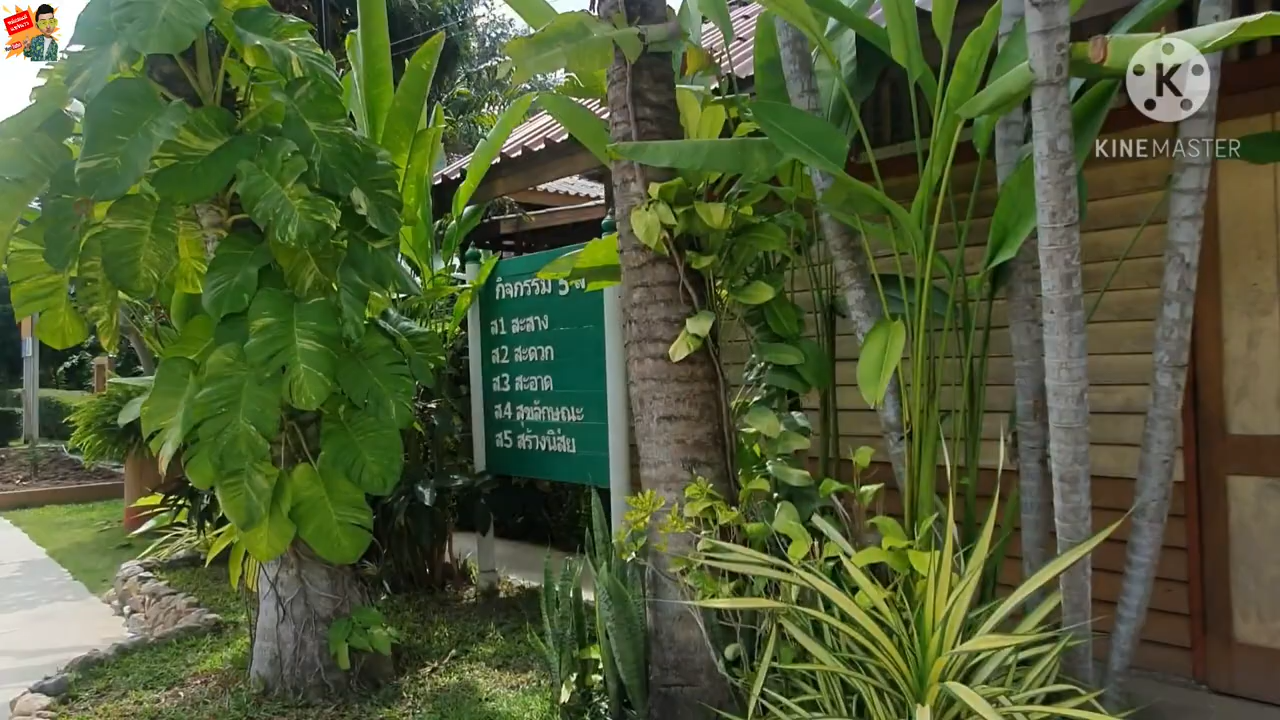 KINEMASTER
กิจกรรม 5 ส
ส1 สะสาง
ส.2 สะดวก
ส.3 สะอาด
ส.4 สุขลักษณะ
ส5 สร้างนิสัย